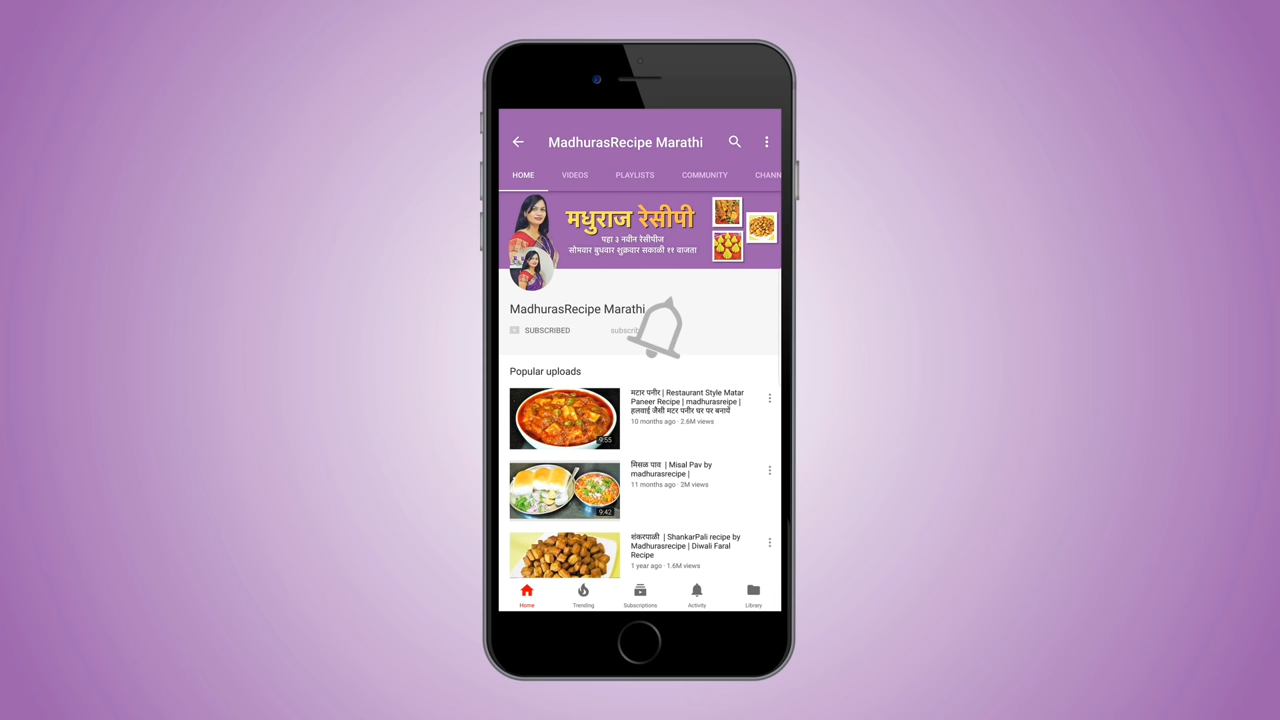 MadhurasRecipe Marathi
HOME VIDEOS PLAYLISTS COMMUNITY CHANN
मधुराज रेसीपी
पहा ३ नवीन रेसीपीज
सोमवार बुधवार शुक्रवार सकाळी ११ वाजता
MadhurasRecipe Marathi
SUBSCRIBED subscrib
Popular uploads
मटार पनीर | Restaurant Style Matar
Paneer Recipe | madhurasreipe |
हलवाई जैसी मटर पनीर घर पर बनायें
10 months ago · 2.6M views
9:55
मिसळ पाव | Misal Pav by
madhurasrecipe |
11 months ago · 2M views
9:42
शंकरपाळी | ShankarPali recipe by
Madhurasrecipe | Diwali Faral
Recipe
1 year ago · 1.6M views
Home Trending Subscriptions Activity Library